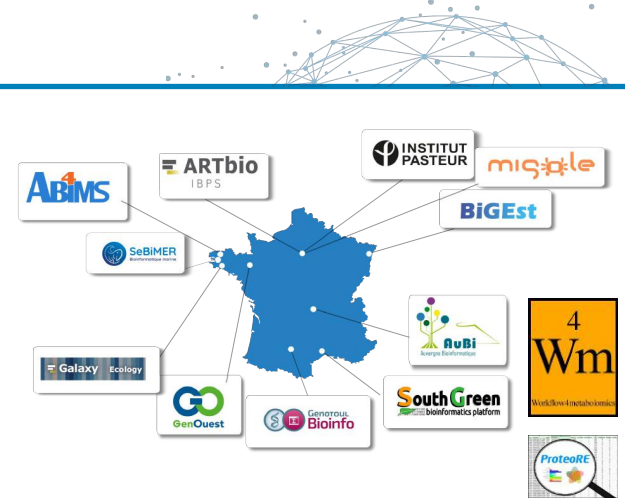 INSTITUT
PASTEUR
ARTbio
IBPS
migale
4
ABiMS
BiGEst
SeBiMER
Bioinformatique marine
AuBi
Auvergne Bioinformatique
4
Wm
Workflow4metabolomics
Galaxy Ecology
GenOuest
GenoToul
Bioinfo
South Green
bioinformatics platform
ProteoRE